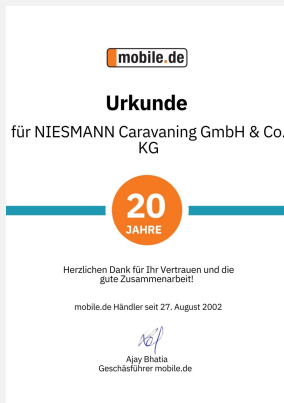 mobile.de
Urkunde
für NIESMANN Caravaning GmbH & Co.
KG
20
JAHRE
Herzlichen Dank für Ihr Vertrauen und die
gute Zusammenarbeit!
mobile.de Händler seit 27. August 2002
Ajay Bhatia
Geschäsführer mobile.de